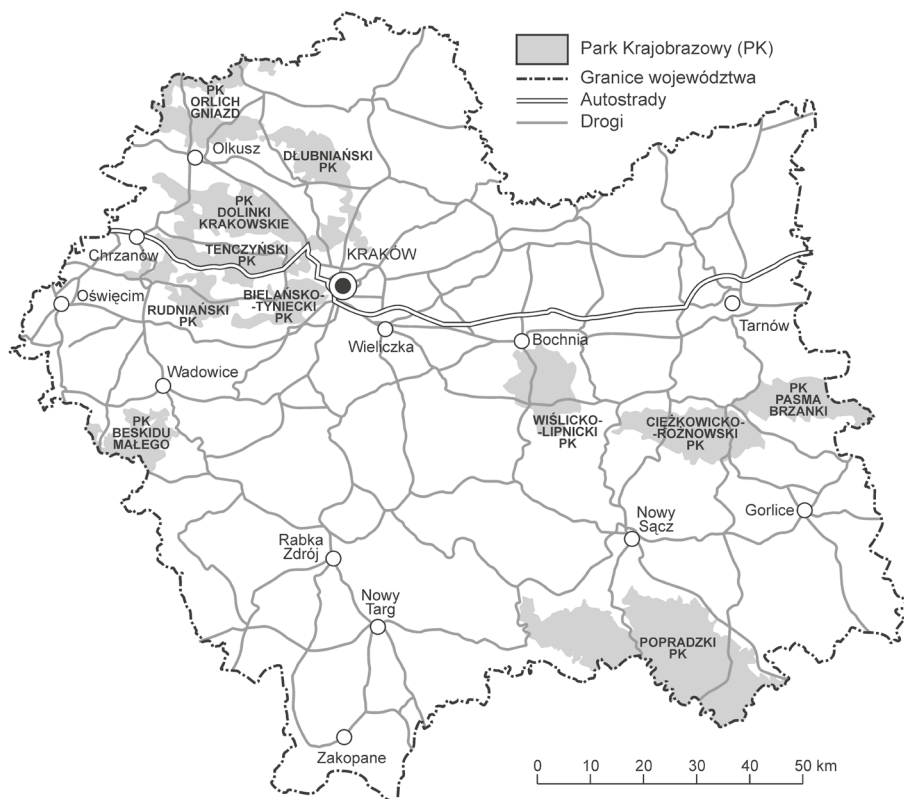 Park Krajobrazowy (PK)
Granice województwa
Autostrady
Drogi
PK
ORLICH
GNIAZD
Olkusz
DŁUBNIAŃSKI
PK
PK
DOLINKI
KRAKOWSKIE
Chrzanów
TEŃCZYŃSKI
PK
KRAKÓW
Oświęcim
RUDNIAŃSKI
PK
BIELAŃSKO-
-TYNIECKI
PK
Wieliczka
Bochnia
Tarnów
Wadowice
PK
BESKIDU
MAŁEGO
WIŚLICKO-
-LIPNICKI
PK
CIĘŻKOWICKO-
-ROŻNOWSKI
PK
PK
PASMA
BRZANKI
Rabka
Zdrój
Nowy
Sącz
Gorlice
Nowy
Targ
POPRADZKI
PK
Zakopane
0 10 20 30 40 50 km